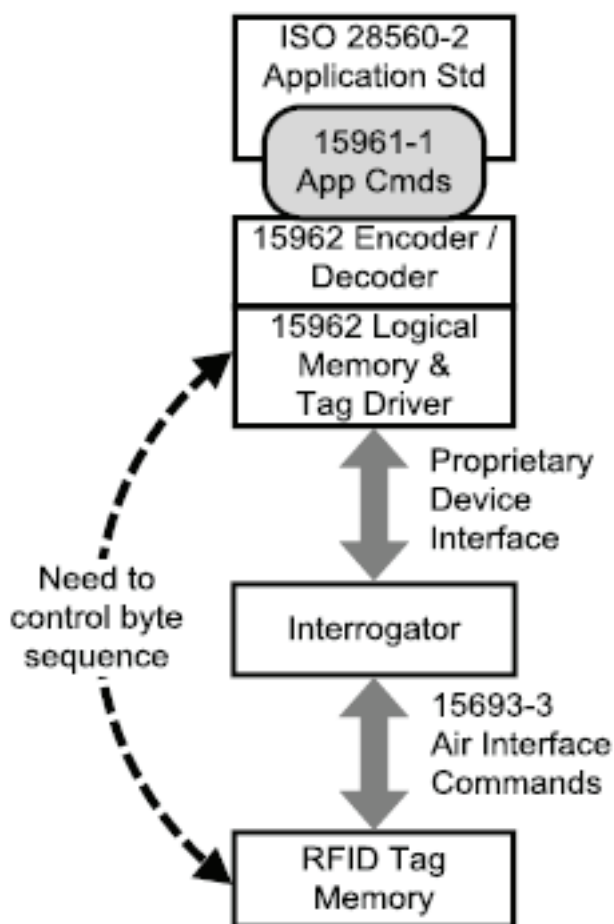 ISO 28560-2
Application Std
15961-1
App Cmds
15962 Encoder /
Decoder
15962 Logical
Memory &
Tag Driver
Proprietary
Device
Interface
Need to
control byte
sequence
Interrogator
15693-3
Air Interface
Commands
RFID Tag
Memory